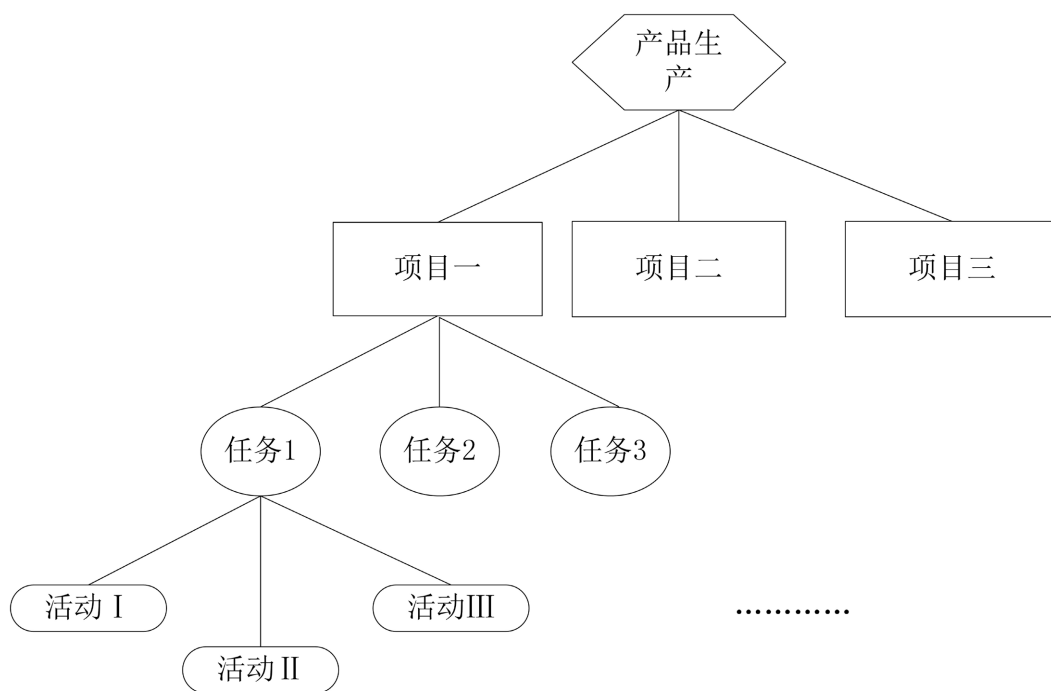 产品生
产
项目一
项目二
项目三
任务1
任务2
任务3
活动Ⅰ
活动Ⅲ
…………
活动Ⅱ